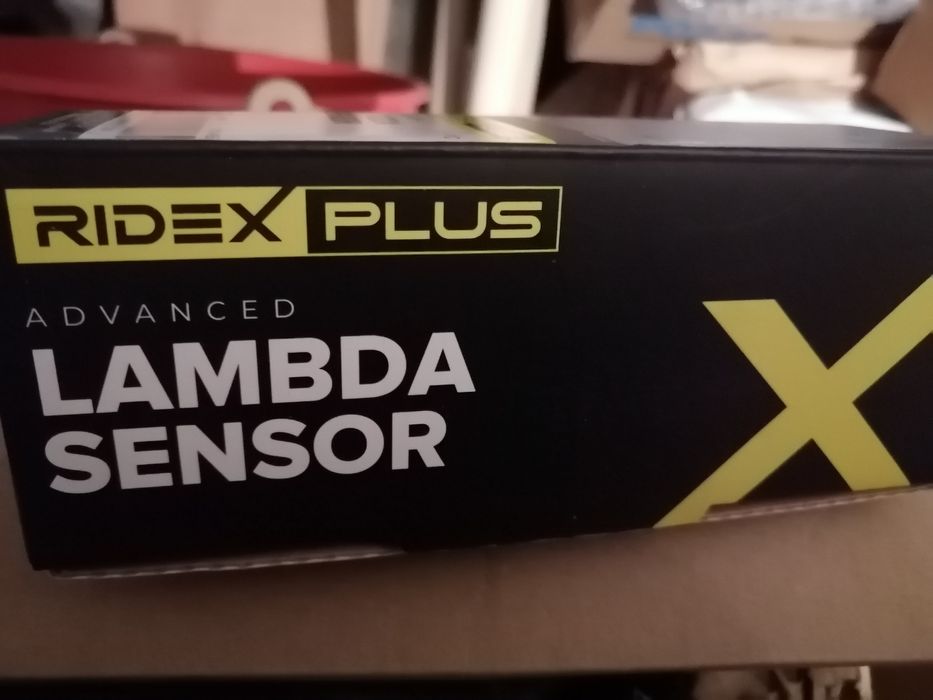 RIDEX PLUS
ADVANCED
LAMBDA
SENSOR
X